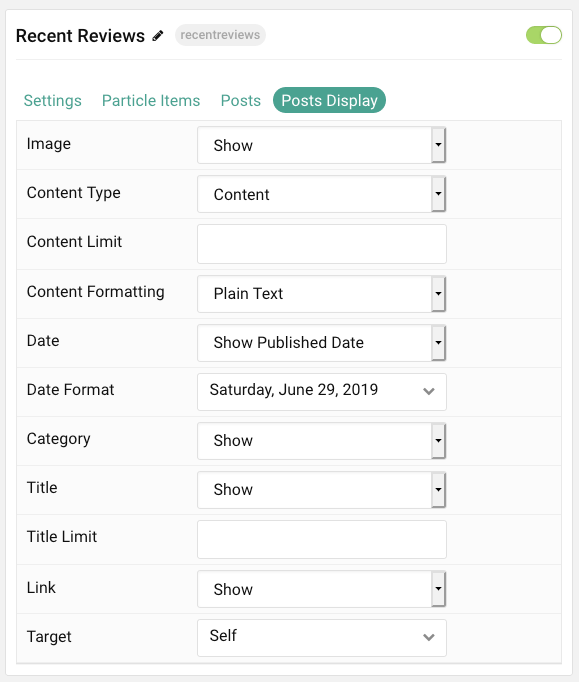 Recent Reviews recentreviews
Settings Particle Items Posts Posts Display
Image Show
Content Type Content
Content Limit
Content Formatting Plain Text
Date Show Published Date
Date Format Saturday, June 29, 2019
Category Show
Title Show
Title Limit
Link Show
Target Self